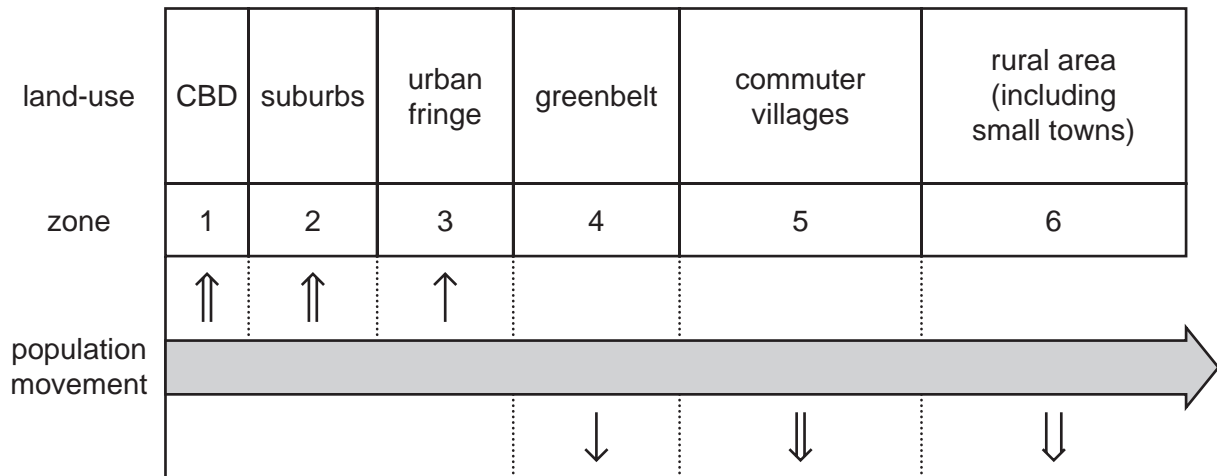 land-use
CBD
suburbs
urban
fringe
greenbelt
commuter
villages
rural area
(including
small towns)
zone
1
2
3
4
5
6
population
movement